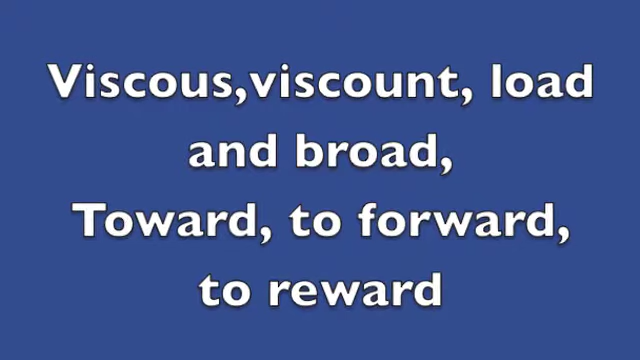 Viscous,viscount, load
and broad,
Toward, to forward,
to reward